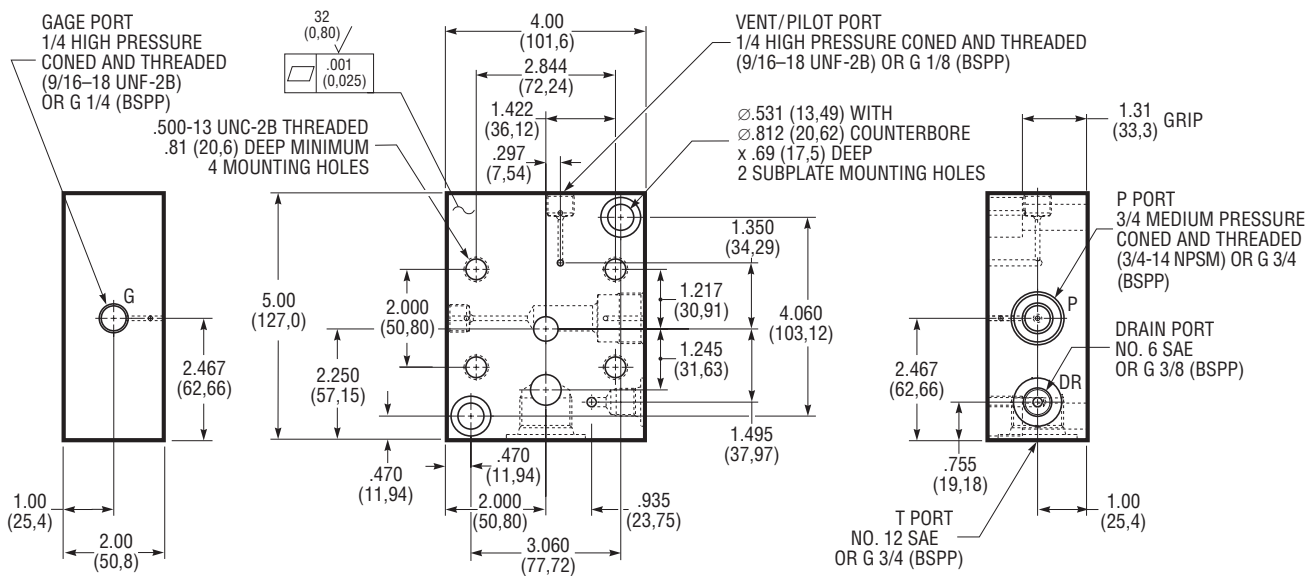 GAGE PORT
1/4 HIGH PRESSURE
CONED AND THREADED
(9/16–18 UNF-2B)
OR G 1/4 (BSPP)
32
(0,80)
.001
(0,025)
.500-13 UNC-2B THREADED
.81 (20,6) DEEP MINIMUM
4 MOUNTING HOLES
4.00
(101,6)
2.844
(72,24)
1.422
(36,12)
.297
(7,54)
VENT/PILOT PORT
1/4 HIGH PRESSURE CONED AND THREADED
(9/16–18 UNF-2B) OR G 1/8 (BSPP)
∅.531 (13,49) WITH
∅.812 (20,62) COUNTERBORE
x .69 (17,5) DEEP
2 SUBPLATE MOUNTING HOLES
1.31
(33,3)
GRIP
P PORT
3/4 MEDIUM PRESSURE
CONED AND THREADED
(3/4-14 NPSM) OR G 3/4
(BSPP)
DRAIN PORT
NO. 6 SAE
OR G 3/8 (BSPP)
G
2.467
(62,66)
1.00
(25,4)
2.00
(50,8)
5.00
(127,0)
2.000
(50,80)
2.250
(57,15)
.470
(11,94)
.470
(11,94)
2.000
(50,80)
3.060
(77,72)
.935
(23,75)
1.350
(34,29)
1.217
(30,91)
4.060
(103,12)
1.245
(31,63)
1.495
(37,97)
P
DR
2.467
(62,66)
.755
(19,18)
1.00
(25,4)
T PORT
NO. 12 SAE
OR G 3/4 (BSPP)